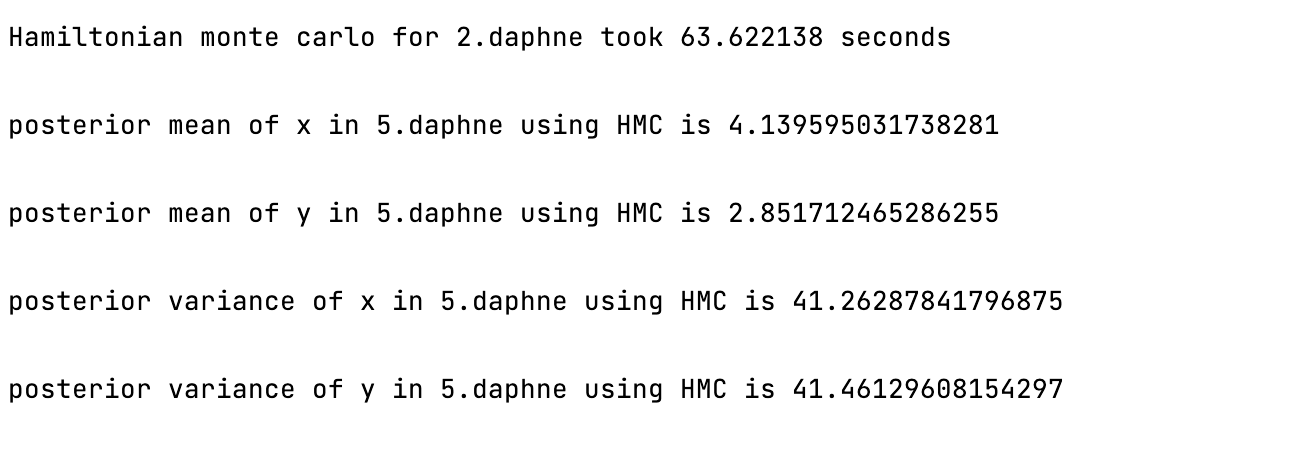 Hamiltonian monte carlo for 2.daphne took 63.622138 seconds
posterior mean of x in 5.daphne using HMC is 4.139595031738281
posterior mean of y in 5.daphne using HMC is 2.851712465286255
posterior variance of x in 5.daphne using HMC is 41.26287841796875
posterior variance of y in 5.daphne using HMC is 41.46129608154297